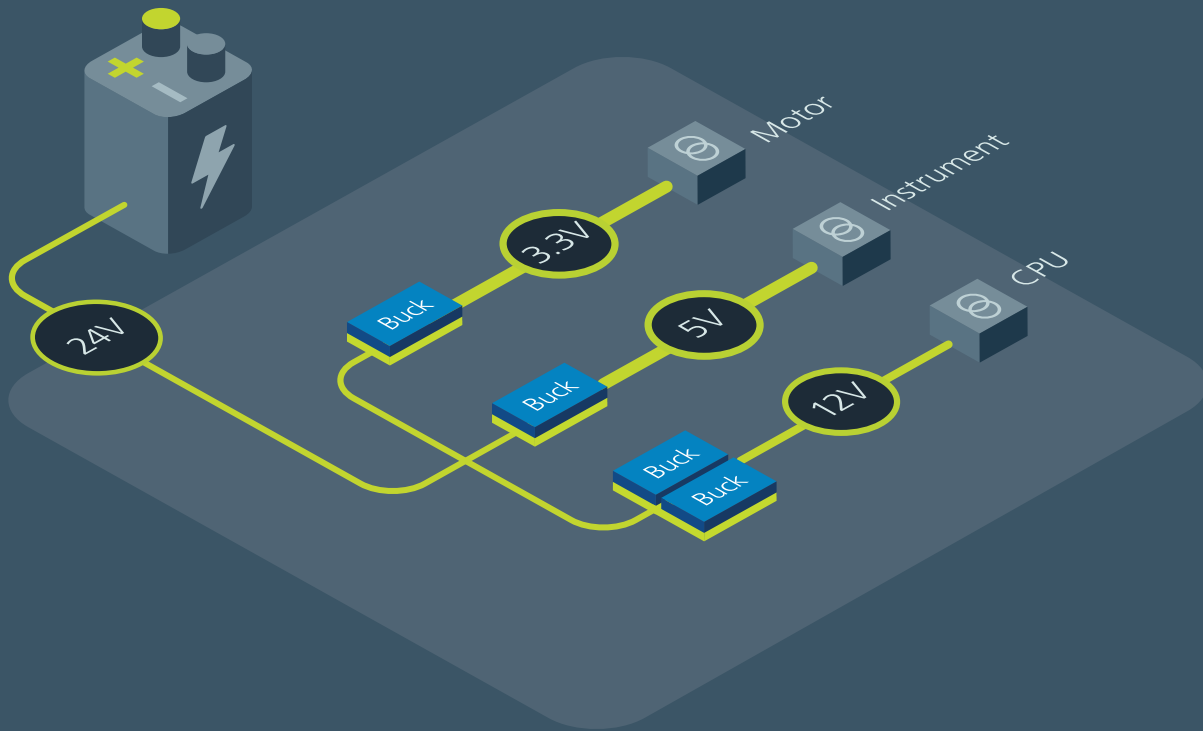 24V
Buck
3.3V
Motor
Buck
5V
Instrument
Buck
Buck
12V
CPU